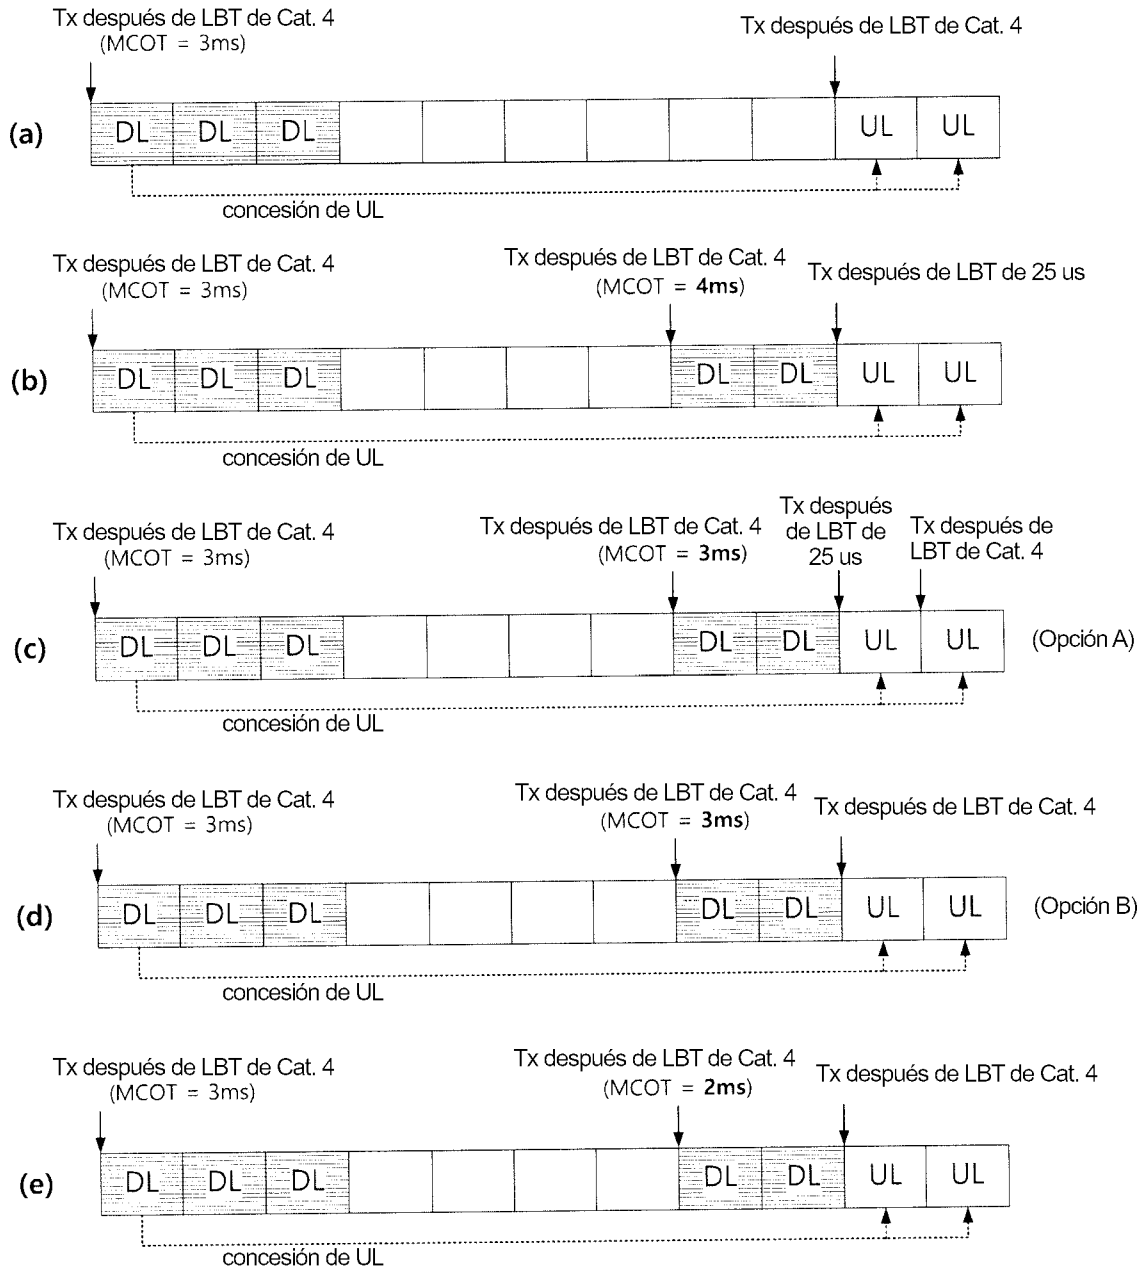 Tx después de LBT de Cat. 4
(MCOT = 3ms)
Tx después de LBT de Cat. 4
(a)
DL DL DL UL UL
concesión de UL
Tx después de LBT de Cat. 4
(MCOT = 3ms)
Tx después de LBT de Cat. 4
(MCOT = 4ms)
Tx después de LBT de 25 us
(b)
DL DL DL DL DL UL UL
concesión de UL
Tx después de LBT de Cat. 4
(MCOT = 3ms)
Tx después de LBT de Cat. 4
(MCOT = 3ms)
Tx después
de LBT de
25 us
Tx después de
LBT de Cat. 4
(c)
DL DL DL DL DL UL UL
(Opción A)
concesión de UL
Tx después de LBT de Cat. 4
(MCOT = 3ms)
Tx después de LBT de Cat. 4
(MCOT = 3ms)
Tx después de LBT de Cat. 4
(d)
DL DL DL DL DL UL UL
(Opción B)
concesión de UL
Tx después de LBT de Cat. 4
(MCOT = 3ms)
Tx después de LBT de Cat. 4
(MCOT = 2ms)
Tx después de LBT de Cat. 4
(e)
DL DL DL DL DL UL UL
concesión de UL